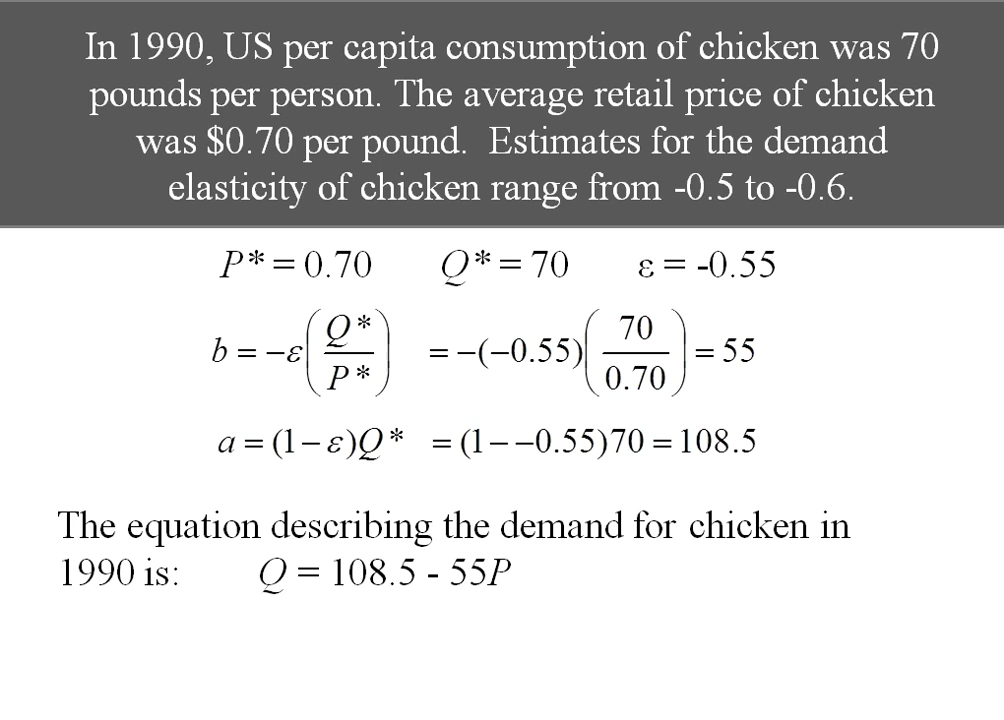 In 1990, US per capita consumption of chicken was 70
pounds per person. The average retail price of chicken
was $0.70 per pound.  Estimates for the demand
elasticity of chicken range from -0.5 to -0.6.
P* = 0.70 Q* = 70 ε = -0.55
b = −ε(Q*/P*) = −(−0.55)(70/0.70) = 55
a = (1−ε)Q* = (1−−0.55)70 = 108.5
The equation describing the demand for chicken in
1990 is: Q = 108.5 - 55P